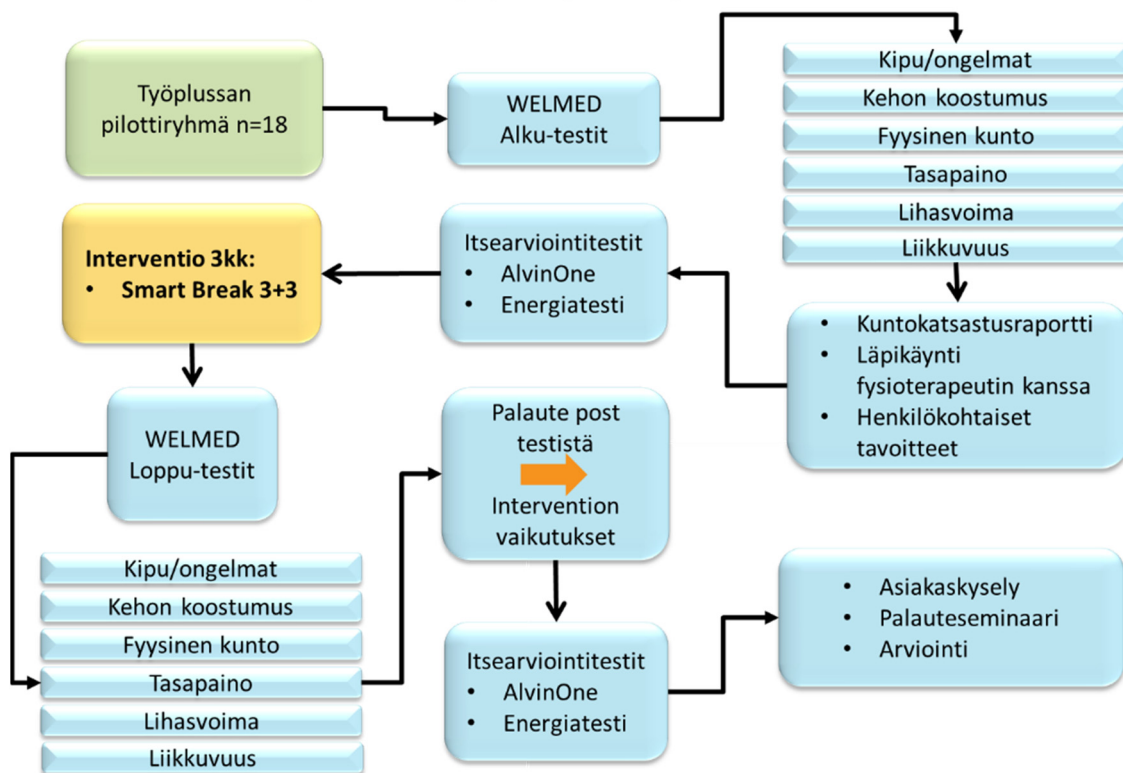 Työplussan
pilottiryhmä n=18
WELMED
Alku-testit
Kipu/ongelmat
Kehon koostumus
Fyysinen kunto
Tasapaino
Lihasvoima
Liikkuvuus
• Kuntokatsastusraportti
• Läpikäynti
fysioterapeutin kanssa
• Henkilökohtaiset
tavoitteet
Itsearviointitestit
• AlvinOne
• Energiatesti
Interventio 3kk:
• Smart Break 3+3
WELMED
Loppu-testit
Kipu/ongelmat
Kehon koostumus
Fyysinen kunto
Tasapaino
Lihasvoima
Liikkuvuus
Palaute post
testistä
Intervention
vaikutukset
Itsearviointitestit
• AlvinOne
• Energiatesti
• Asiakaskysely
• Palauteseminaari
• Arviointi